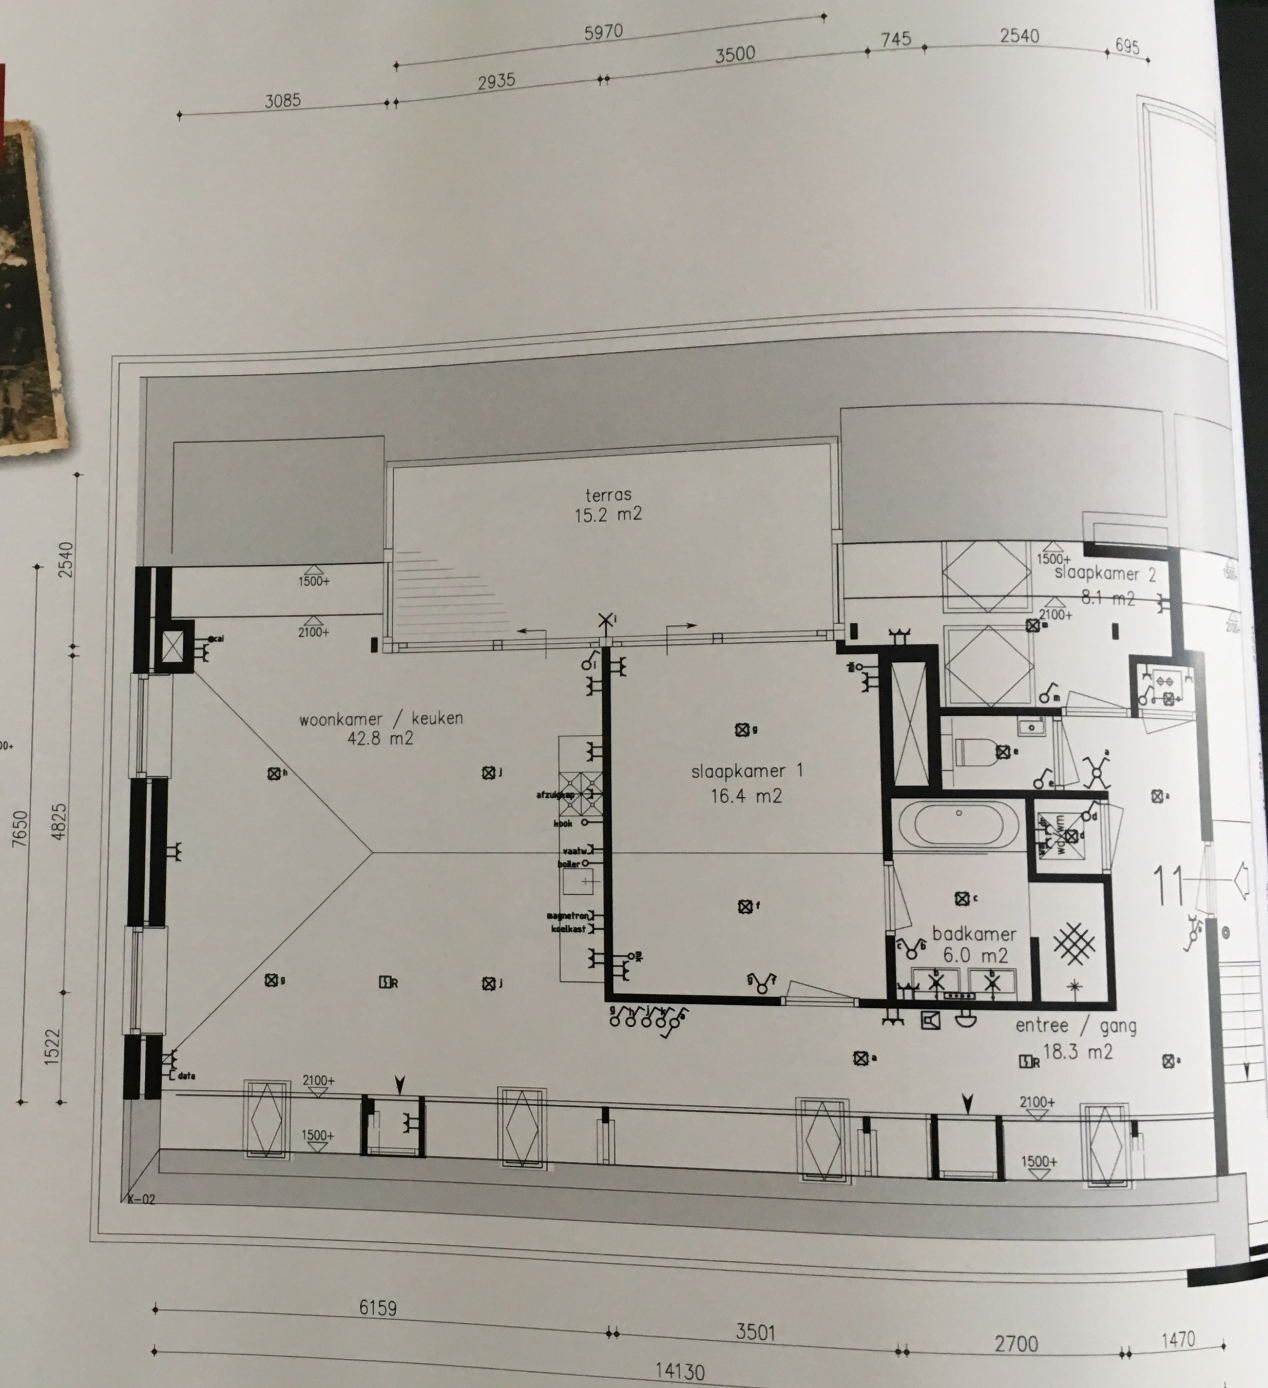 5970
745
2540
695
3500
2935
3085
terras
15.2 m2
2540
1500+
slaapkamer 2
8.1 m2
1500+
2100+
2100+
cai
woonkamer / keuken
42.8 m2
slaapkamer 1
16.4 m2
afzuigkap
kook
vaatw
boiler
magnetron
koelkast
7650
4825
1522
11
badkamer
6.0 m2
entree / gang
18.3 m2
data
2100+
1500+
2100+
1500+
K-02
6159
3501
2700
1470
14130